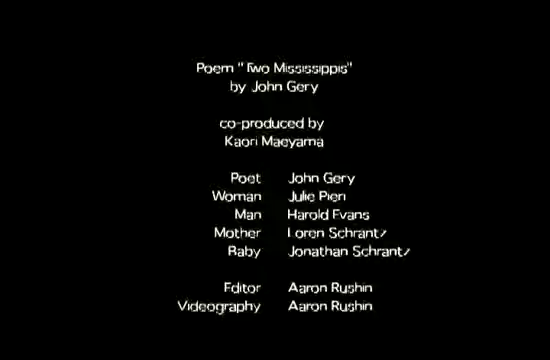 Poem "Two Mississippis"
by John Gery
co-produced by
Kaori Maeyama
Poet John Gery
Woman Julie Pieri
Man Harold Evans
Mother Loren Schrantz
Baby Jonathan Schrantz
Editor Aaron Rushin
Videography Aaron Rushin